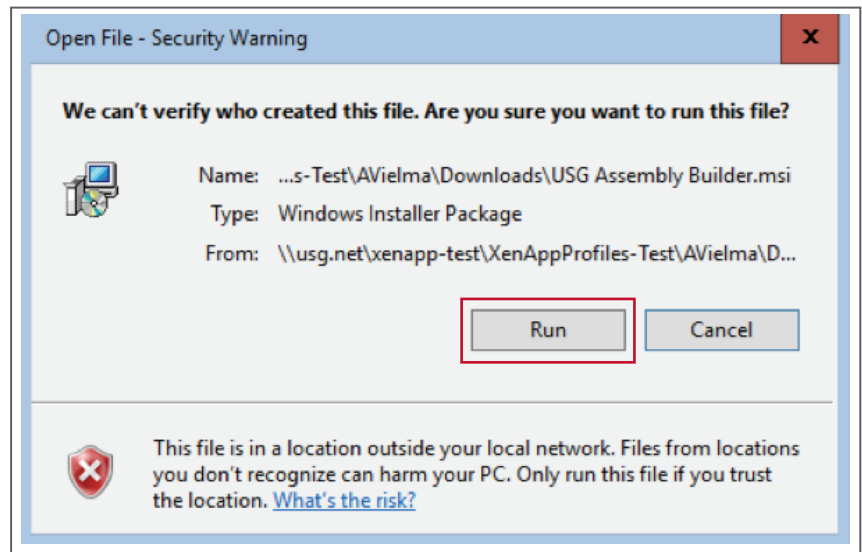 Open File - Security Warning
x
We can't verify who created this file. Are you sure you want to run this file?
Name: ...s-Test\AVielma\Downloads\USG Assembly Builder.msi
Type: Windows Installer Package
From: \\usg.net\xenapp-test\XenAppProfiles-Test\AVielma\D...
Run Cancel
This file is in a location outside your local network. Files from locations
you don't recognize can harm your PC. Only run this file if you trust
the location. What's the risk?